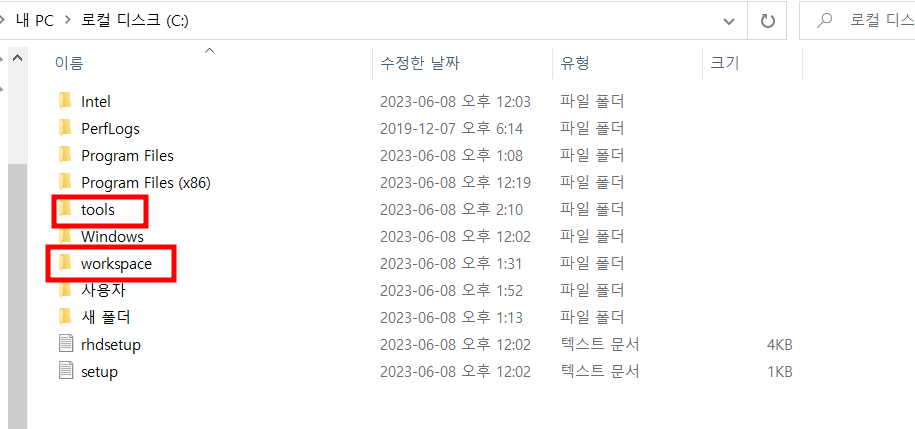 내 PC > 로컬 디스크 (C:) 로컬 디스
이름 수정한 날짜 유형 크기
Intel 2023-06-08 오후 12:03 파일 폴더
PerfLogs 2019-12-07 오후 6:14 파일 폴더
Program Files 2023-06-08 오후 1:08 파일 폴더
Program Files (x86) 2023-06-08 오후 12:19 파일 폴더
tools 2023-06-08 오후 2:10 파일 폴더
Windows 2023-06-08 오후 12:02 파일 폴더
workspace 2023-06-08 오후 1:31 파일 폴더
사용자 2023-06-08 오후 1:52 파일 폴더
새 폴더 2023-06-08 오후 1:13 파일 폴더
rhdsetup 2023-06-08 오후 12:02 텍스트 문서 4KB
setup 2023-06-08 오후 12:02 텍스트 문서 1KB